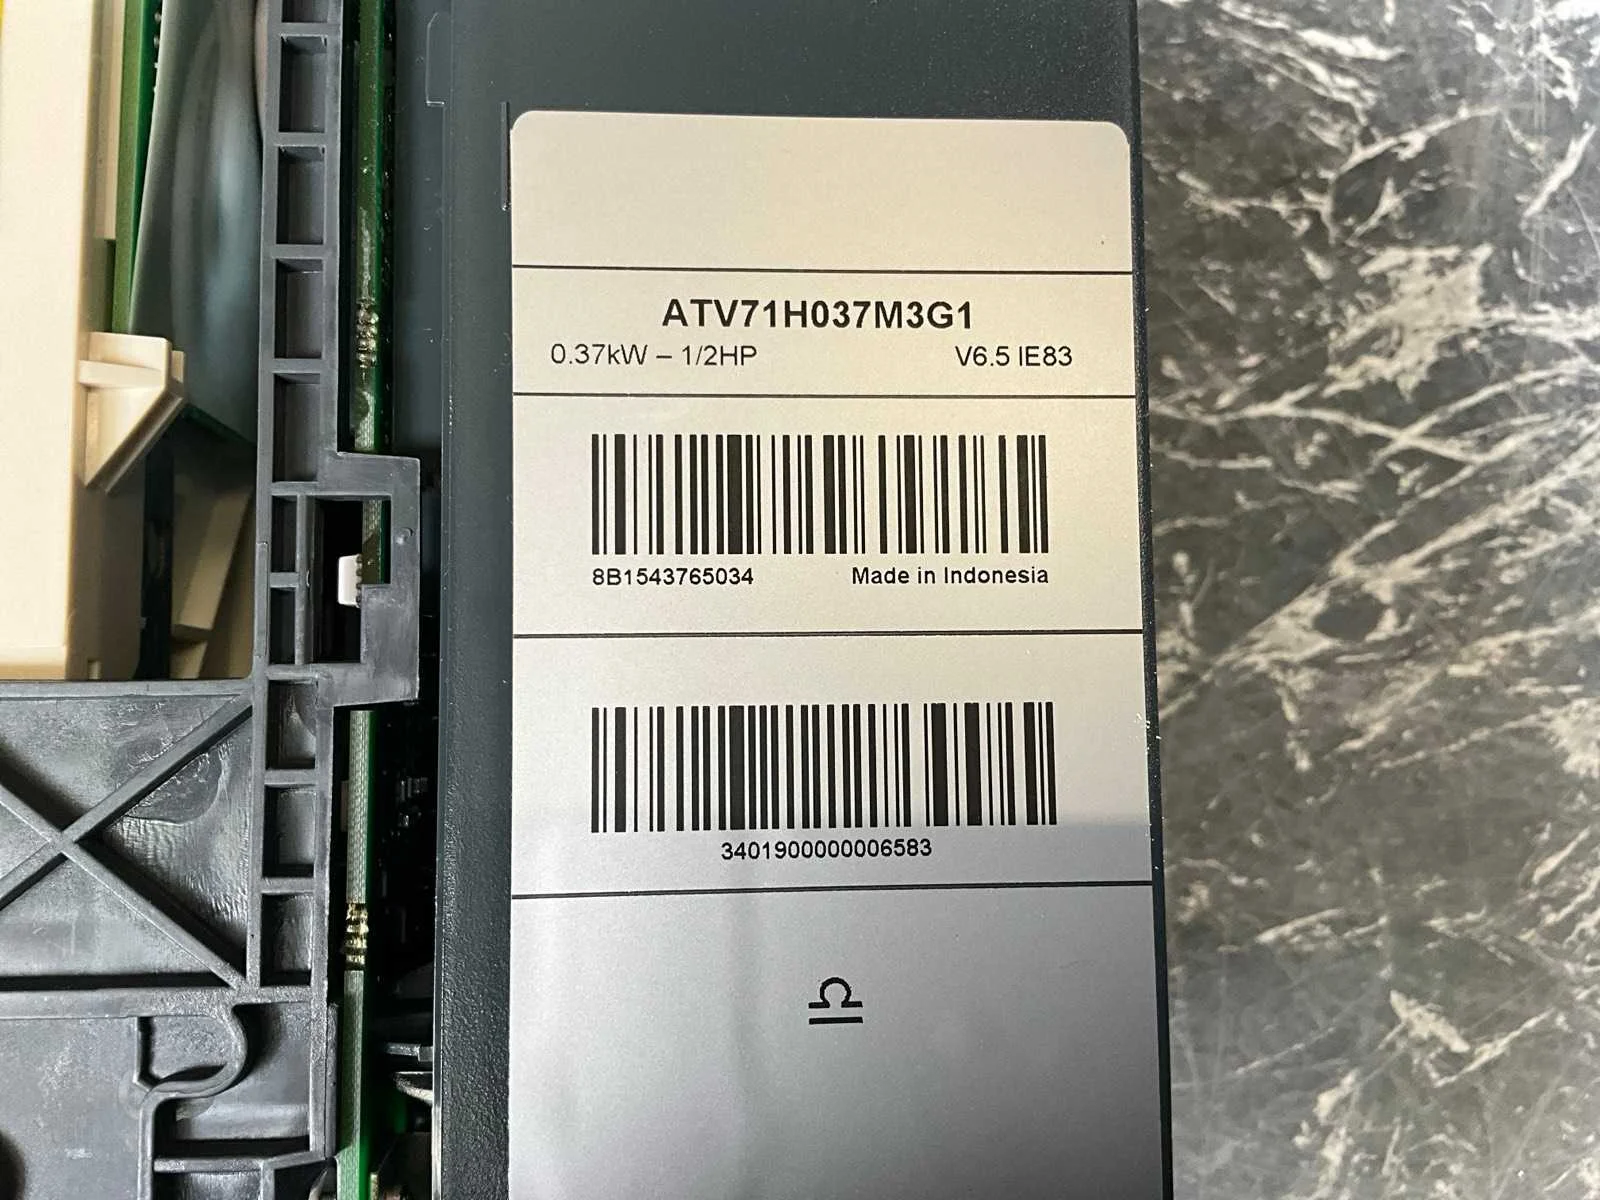 ATV71H037M3G1
0.37kW – 1/2HP V6.5 IE83
8B1543765034 Made in Indonesia
3401900000006583